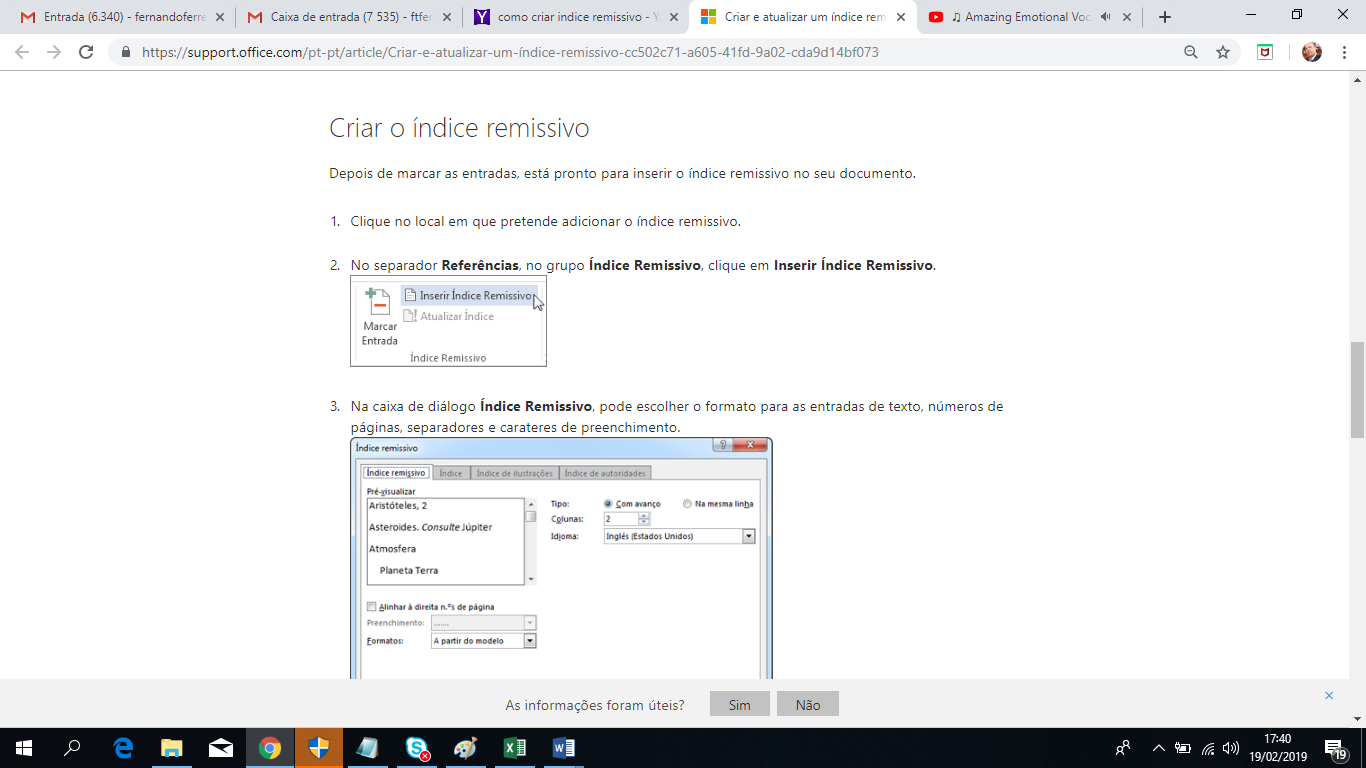 Entrada (6.340) - fernandoferre
Caixa de entrada (7 535) - ftfer
como criar indice remissivo - Ya
Criar e atualizar um índice rem
♫ Amazing Emotional Voc
https://support.office.com/pt-pt/article/Criar-e-atualizar-um-índice-remissivo-cc502c71-a605-41fd-9a02-cda9d14bf073
Criar o índice remissivo
Depois de marcar as entradas, está pronto para inserir o índice remissivo no seu documento.
1. Clique no local em que pretende adicionar o índice remissivo.
2. No separador Referências, no grupo Índice Remissivo, clique em Inserir Índice Remissivo.
Inserir Índice Remissivo
Atualizar Índice
Marcar
Entrada
Índice Remissivo
3. Na caixa de diálogo Índice Remissivo, pode escolher o formato para as entradas de texto, números de
páginas, separadores e carateres de preenchimento.
Índice remissivo
Índice remissivo Índice Índice de ilustrações Índice de autoridades
Pré-visualizar
Aristóteles, 2
Asteroides. Consulte Júpiter
Atmosfera
Planeta Terra
Tipo: Com avanço Na mesma linha
Colunas: 2
Idioma: Inglês (Estados Unidos)
Alinhar à direita n.ºs de página
Preenchimento: .......
Formatos: A partir do modelo
As informações foram úteis? Sim Não
17:40
19/02/2019
19